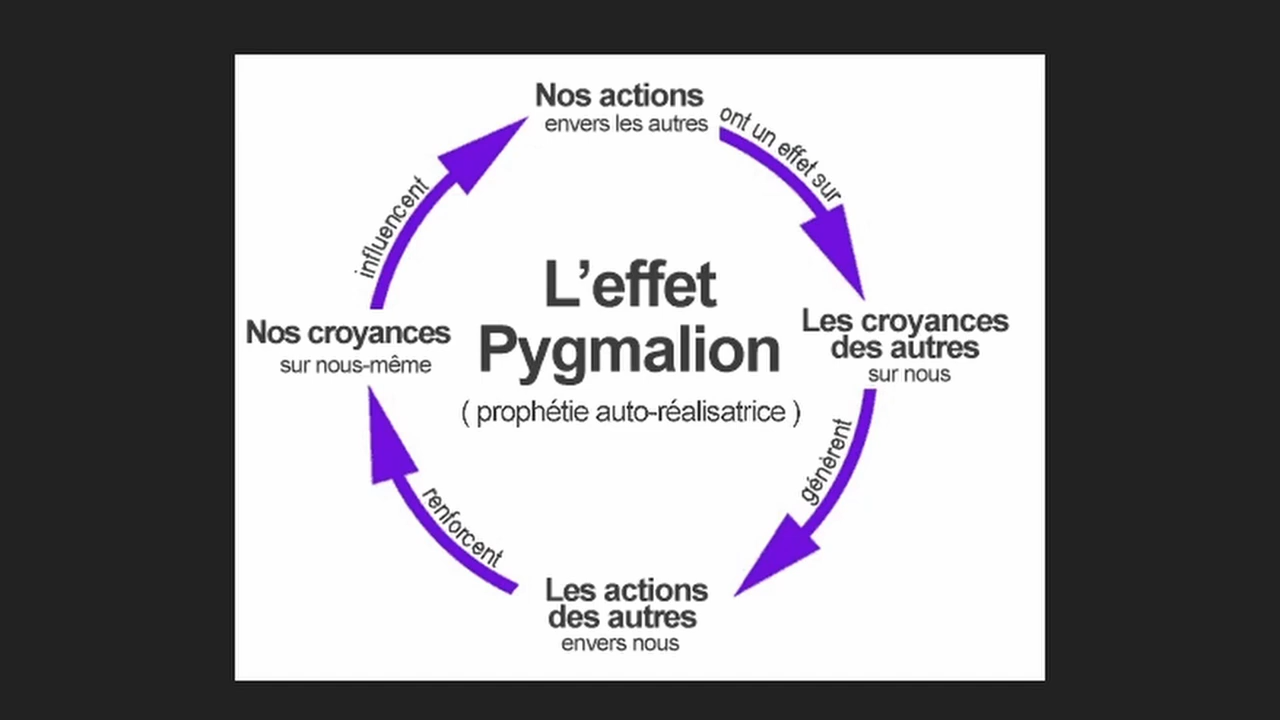 Nos actions
envers les autres
ont un effet sur
Les croyances
des autres
sur nous
génèrent
Les actions
des autres
envers nous
renforcent
Nos croyances
sur nous-même
influencent
L’effet
Pygmalion
( prophétie auto-réalisatrice )